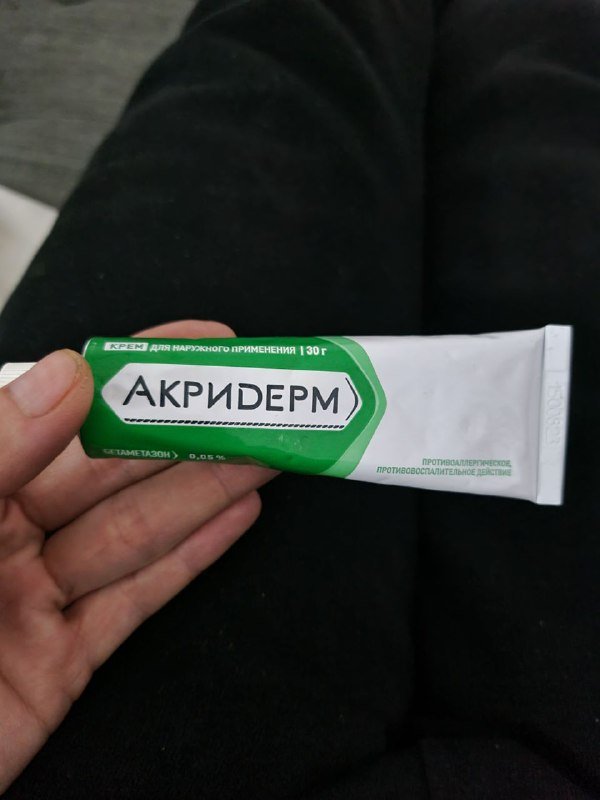 КРЕМ ДЛЯ НАРУЖНОГО ПРИМЕНЕНИЯ | 30 г
АКРИДЕРМ
БЕТАМЕТАЗОН 0,05 %
ПРОТИВОАЛЛЕРГИЧЕСКОЕ,
ПРОТИВОВОСПАЛИТЕЛЬНОЕ ДЕЙСТВИЕ